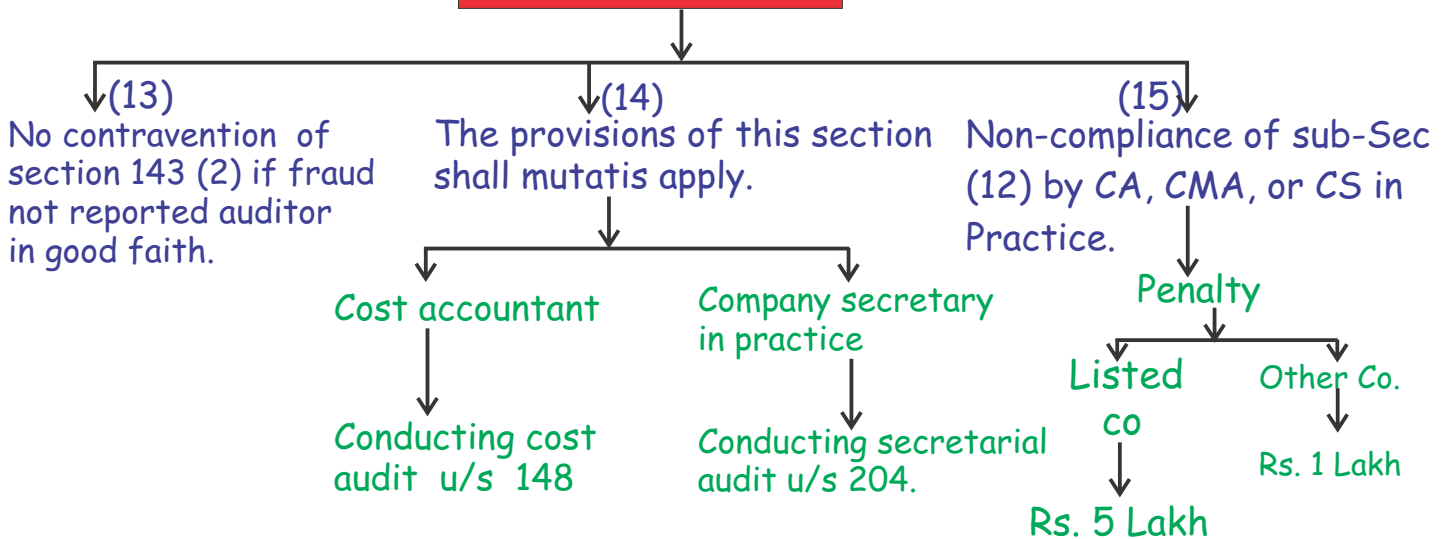 (13)
No contravention of
section 143 (2) if fraud
not reported auditor
in good faith.
(14)
The provisions of this section
shall mutatis apply.
Cost accountant
Conducting cost
audit u/s 148
Company secretary
in practice
Conducting secretarial
audit u/s 204.
(15)
Non-compliance of sub-Sec
(12) by CA, CMA, or CS in
Practice.
Penalty
Listed
co
Rs. 5 Lakh
Other Co.
Rs. 1 Lakh